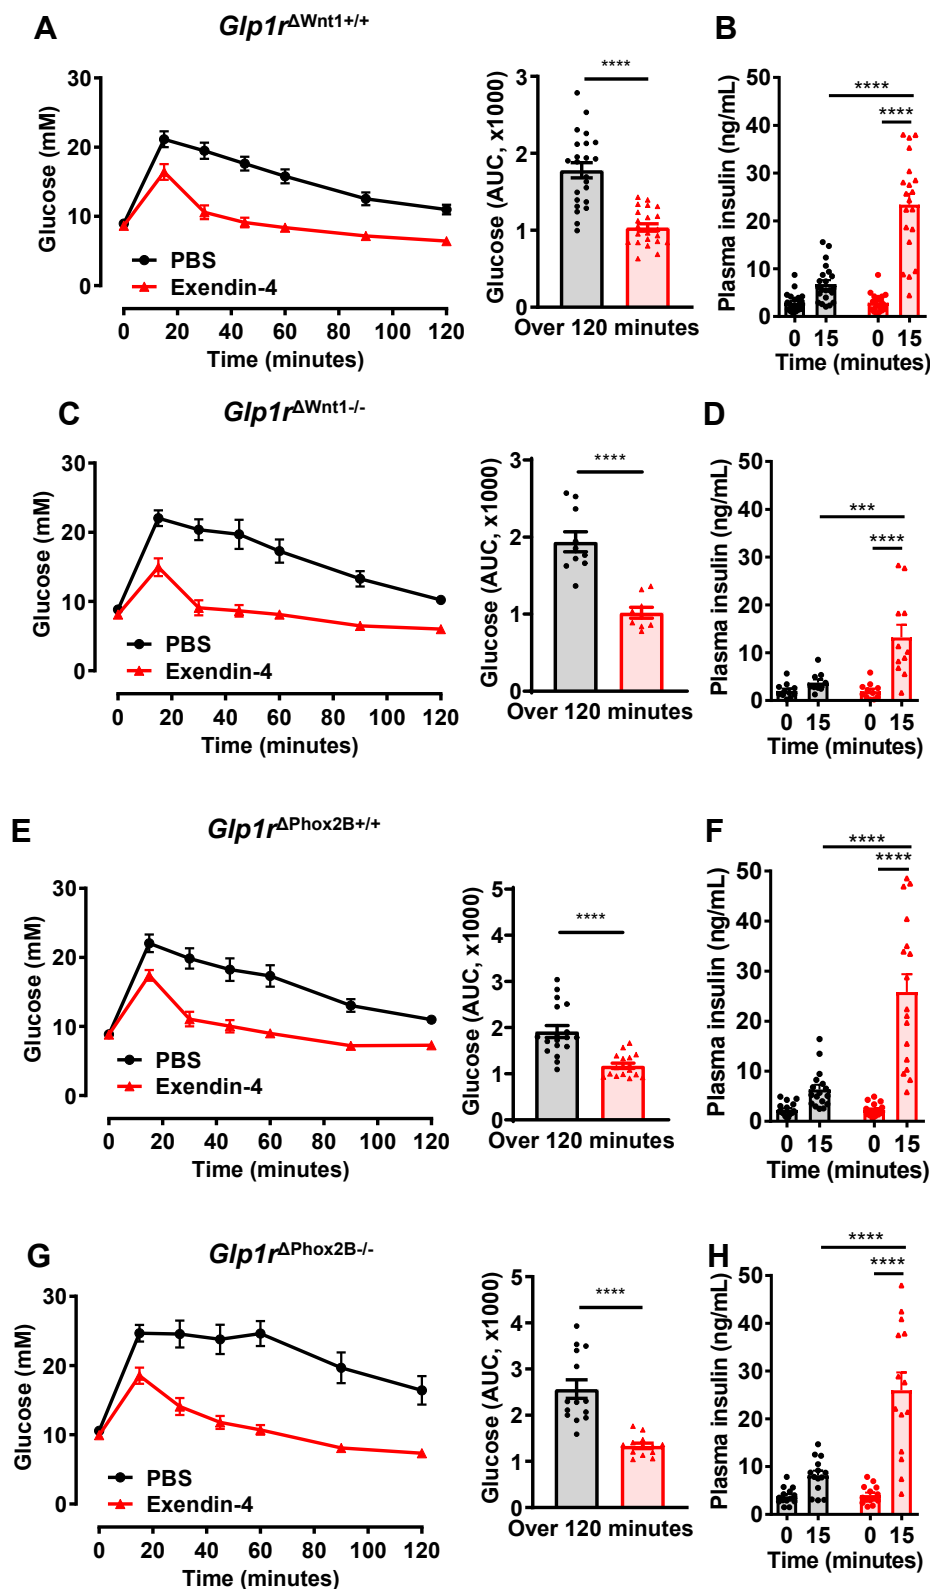 A
Glp1rΔWnt1+/+
Glucose (mM)
30
20
10
0
PBS
Exendin-4
0 20 40 60 80 100 120
Time (minutes)
Glucose (AUC, x1000)
3
2
1
0
****
Over 120 minutes
B
Plasma insulin (ng/mL)
50
40
30
20
10
0
****
****
0 15 0 15
Time (minutes)
C
Glp1rΔWnt1-/-
Glucose (mM)
30
20
10
0
PBS
Exendin-4
0 20 40 60 80 100 120
Time (minutes)
Glucose (AUC, x1000)
3
2
1
0
****
Over 120 minutes
D
Plasma insulin (ng/mL)
50
40
30
20
10
0
***
****
0 15 0 15
Time (minutes)
E
Glp1rΔPhox2B+/+
Glucose (mM)
30
20
10
0
PBS
Exendin-4
0 20 40 60 80 100 120
Time (minutes)
Glucose (AUC, x1000)
5
4
3
2
1
0
****
Over 120 minutes
F
Plasma insulin (ng/mL)
50
40
30
20
10
0
****
****
0 15 0 15
Time (minutes)
G
Glp1rΔPhox2B-/-
Glucose (mM)
30
20
10
0
PBS
Exendin-4
0 20 40 60 80 100 120
Time (minutes)
Glucose (AUC, x1000)
5
4
3
2
1
0
****
Over 120 minutes
H
Plasma insulin (ng/mL)
50
40
30
20
10
0
****
****
0 15 0 15
Time (minutes)